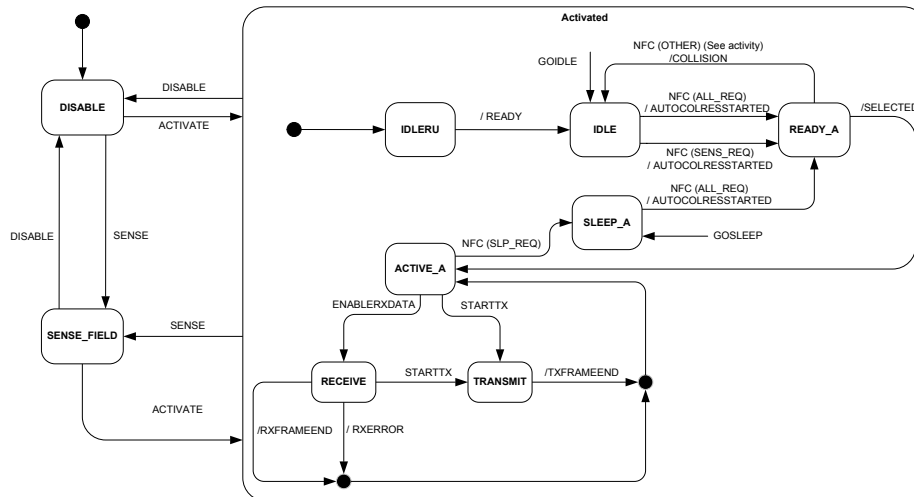 Activated
NFC (OTHER) (See activity)
/COLLISION
GOIDLE
DISABLE
DISABLE
ACTIVATE
NFC (ALL_REQ)
/ AUTOCOLRESSTARTED
/SELECTED
IDLERU
/ READY
IDLE
READY_A
NFC (SENS_REQ)
/ AUTOCOLRESSTARTED
NFC (ALL_REQ)
/ AUTOCOLRESSTARTED
SLEEP_A
DISABLE
SENSE
NFC (SLP_REQ)
GOSLEEP
ACTIVE_A
ENABLERXDATA
STARTTX
SENSE_FIELD
SENSE
RECEIVE
STARTTX
TRANSMIT
/TXFRAMEEND
ACTIVATE
/RXFRAMEEND
/ RXERROR